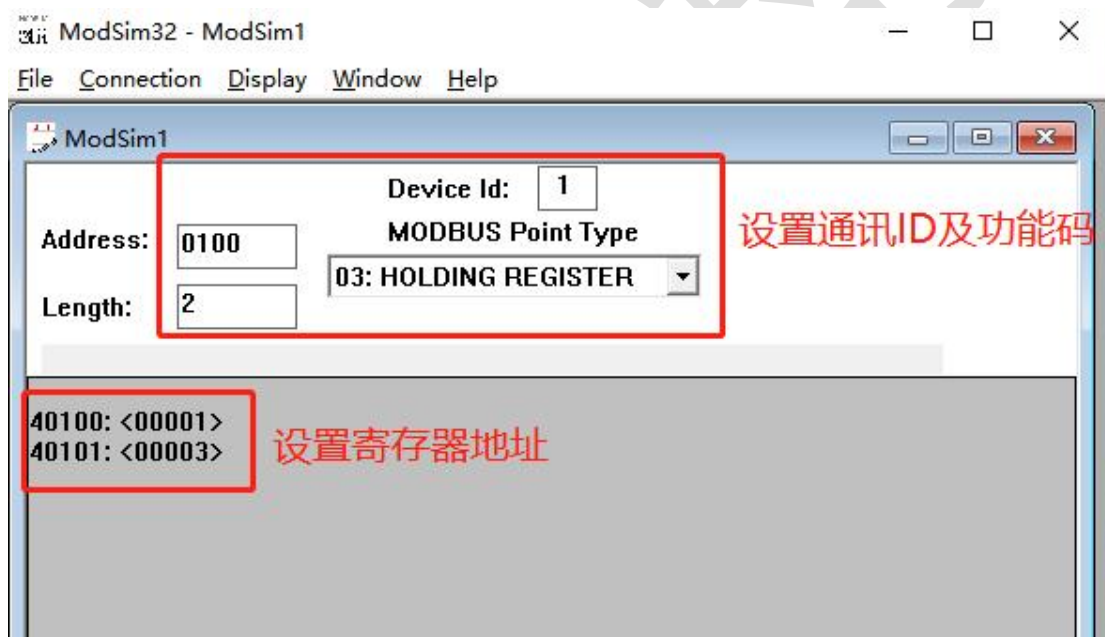 ModSim32 - ModSim1
File Connection Display Window Help
ModSim1
Device Id: 1
Address: 0100
MODBUS Point Type
03: HOLDING REGISTER
Length: 2
设置通讯ID及功能码
40100: <00001>
40101: <00003>
设置寄存器地址